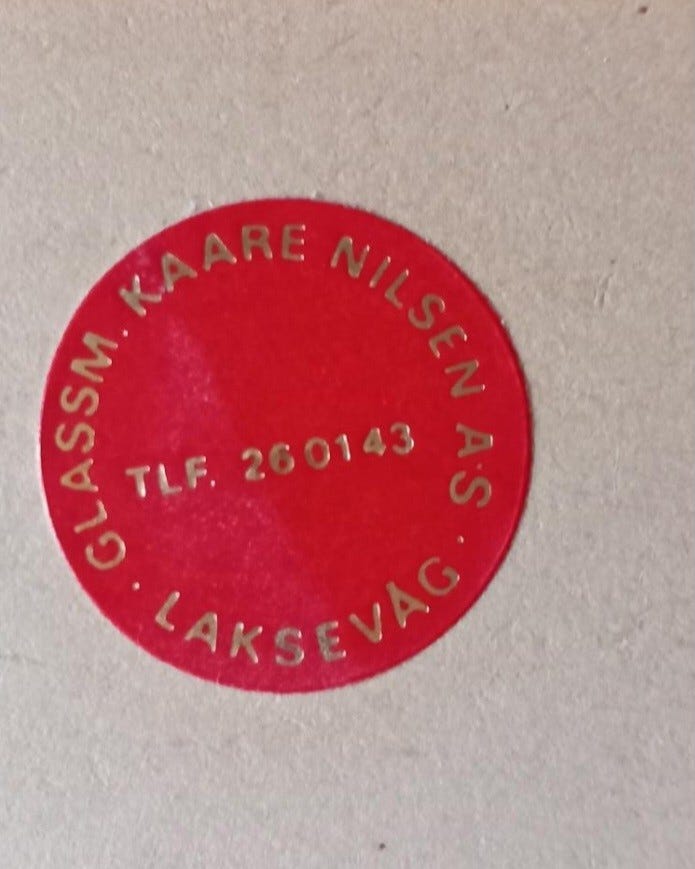 GLASSM. KAARE NILSEN A·S
TLF. 260143
· LAKSEVÅG ·